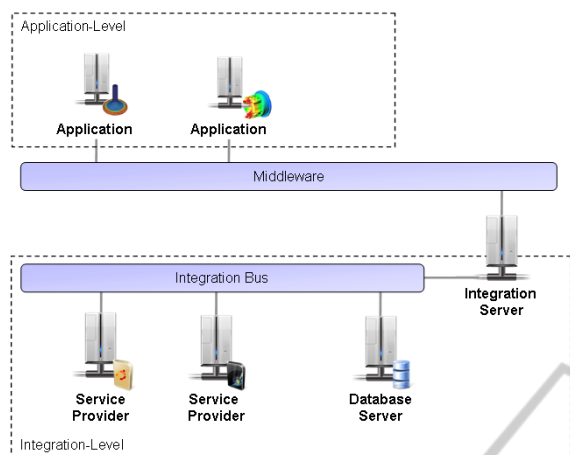 Application-Level
Application
Application
Middleware
Integration Bus
Integration
Server
Service
Provider
Service
Provider
Database
Server
Integration-Level